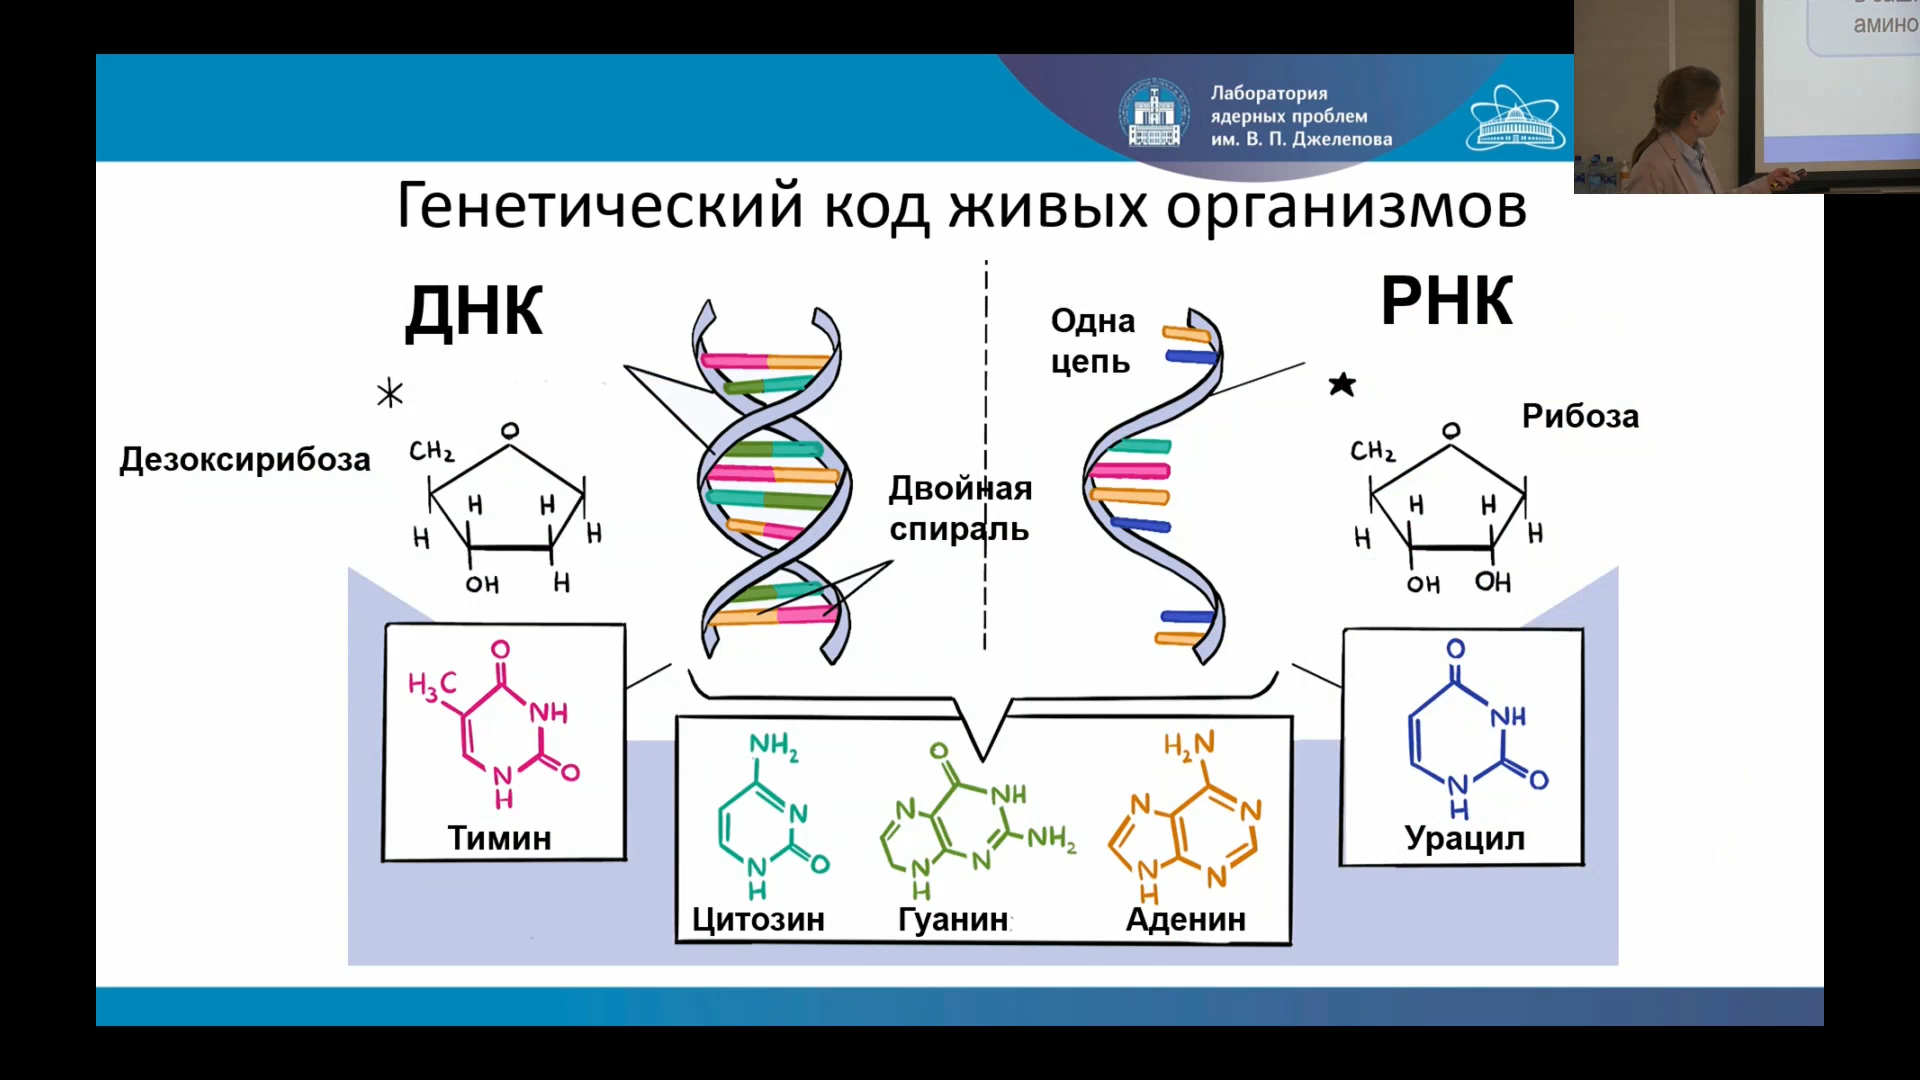 Лаборатория
ядерных проблем
им. В. П. Джелепова
амино
Генетический код живых организмов
ДНК
РНК
Одна
цепь
Дезоксирибоза
Рибоза
CH₂
O
H
H
H
H
OH
H
Двойная
спираль
CH₂
O
H
H
H
H
OH
OH
O
H₃C
NH
N
H
O
Тимин
NH₂
N
N
H
O
Цитозин
O
N
NH
N
H
N
NH₂
Гуанин
H₂N
N
N
N
H
N
Аденин
O
NH
N
H
O
Урацил